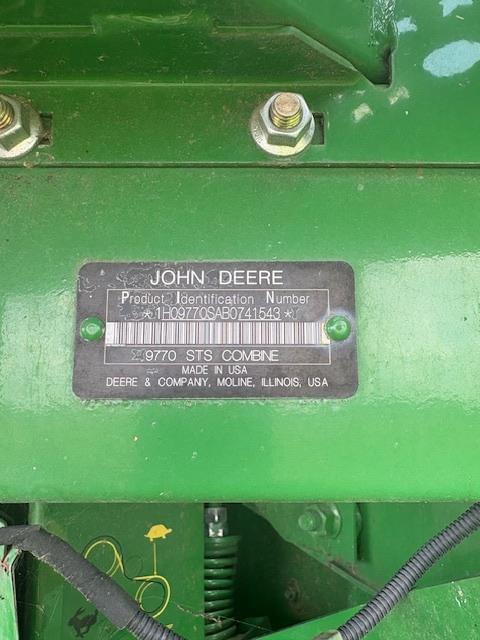 JOHN DEERE
Product Identification Number
*1H09770SAB0741543*
9770 STS COMBINE
MADE IN USA
DEERE & COMPANY, MOLINE, ILLINOIS, USA